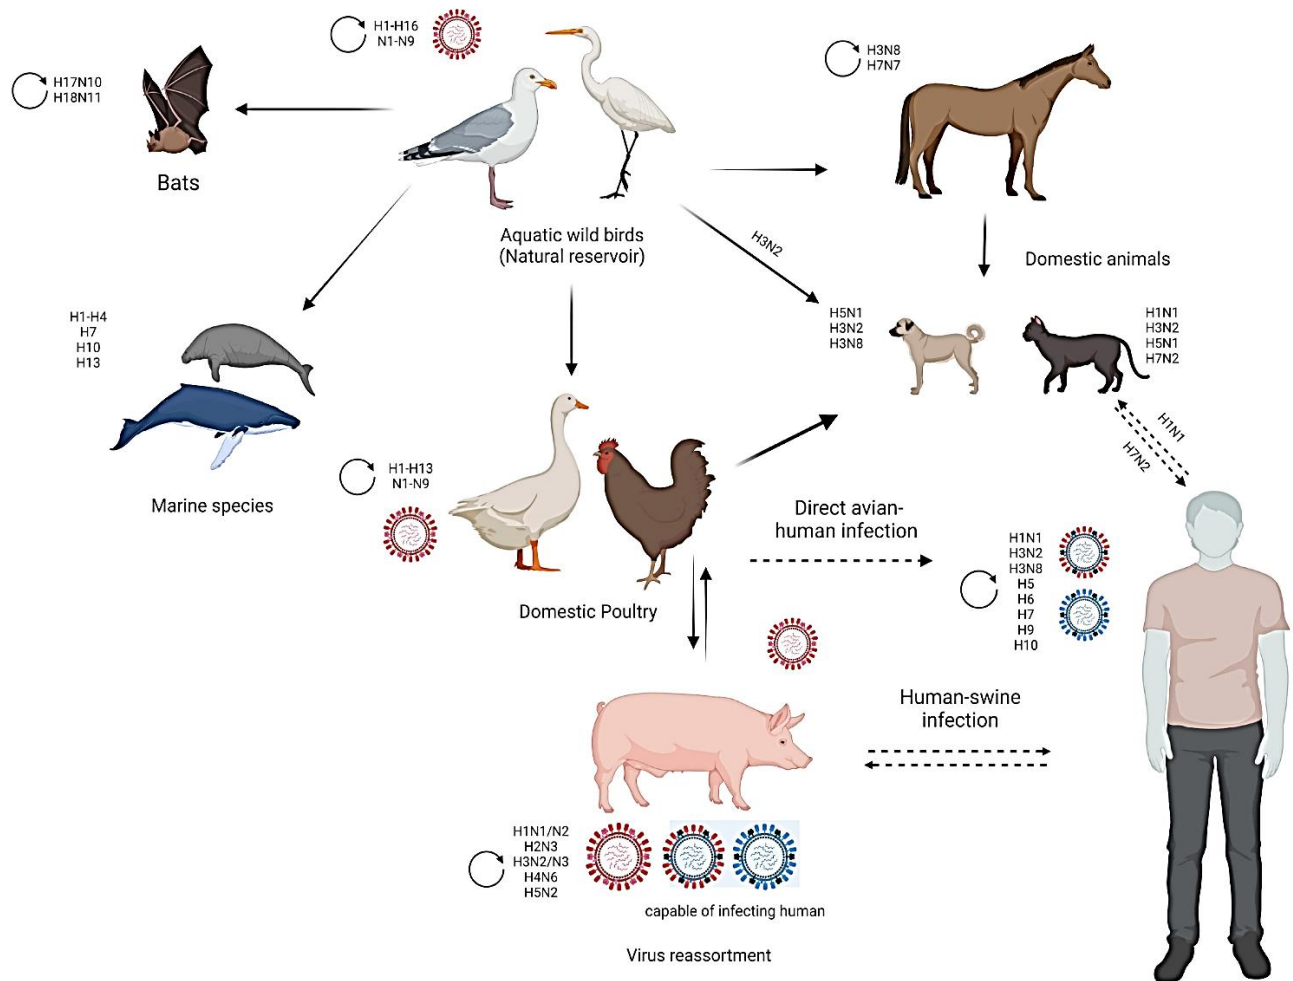 H1-H16
N1-N9
H17N10
H18N11
Bats
H3N8
H7N7
Aquatic wild birds
(Natural reservoir)
H3N2
Domestic animals
H1-H4
H7
H10
H13
Marine species
H5N1
H3N2
H3N8
H1N1
H3N2
H5N1
H7N2
H1N1
H7N2
H1-H13
N1-N9
Domestic Poultry
Direct avian-
human infection
H1N1
H3N2
H3N8
H5
H6
H7
H9
H10
Human-swine
infection
H1N1/N2
H2N3
H3N2/N3
H4N6
H5N2
capable of infecting human
Virus reassortment